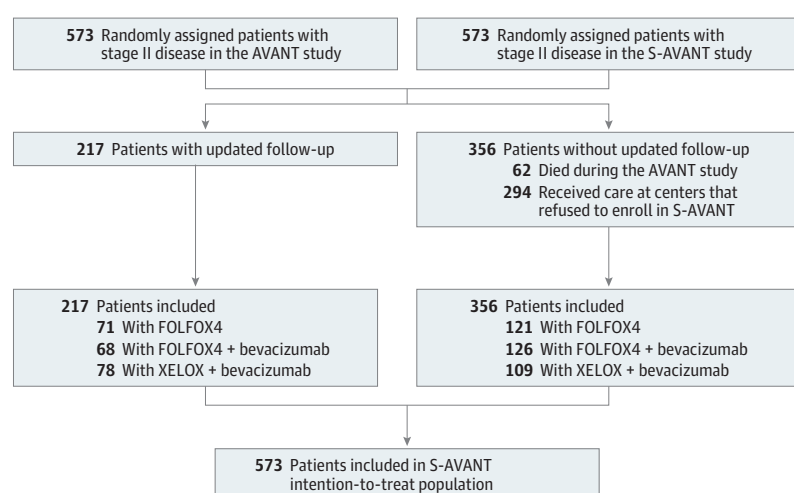 573 Randomly assigned patients with
stage II disease in the AVANT study
573 Randomly assigned patients with
stage II disease in the S-AVANT study
217 Patients with updated follow-up
356 Patients without updated follow-up
62 Died during the AVANT study
294 Received care at centers that
refused to enroll in S-AVANT
217 Patients included
71 With FOLFOX4
68 With FOLFOX4 + bevacizumab
78 With XELOX + bevacizumab
356 Patients included
121 With FOLFOX4
126 With FOLFOX4 + bevacizumab
109 With XELOX + bevacizumab
573 Patients included in S-AVANT
intention-to-treat population